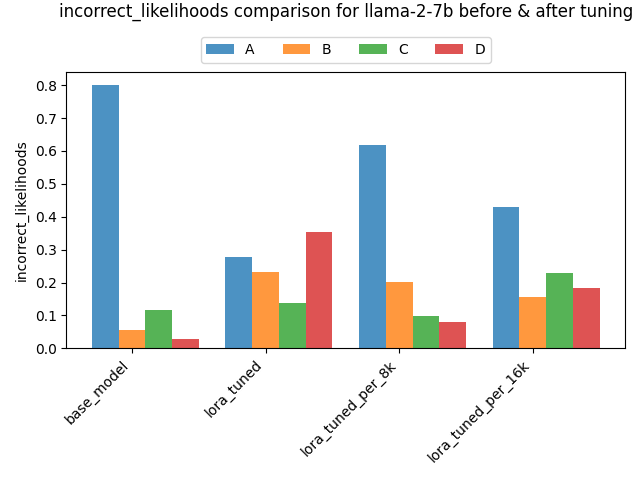 incorrect_likelihoods comparison for llama-2-7b before & after tuning
A B C D
incorrect_likelihoods
0.8
0.7
0.6
0.5
0.4
0.3
0.2
0.1
0.0
base_model
lora_tuned
lora_tuned_per_8k
lora_tuned_per_16k